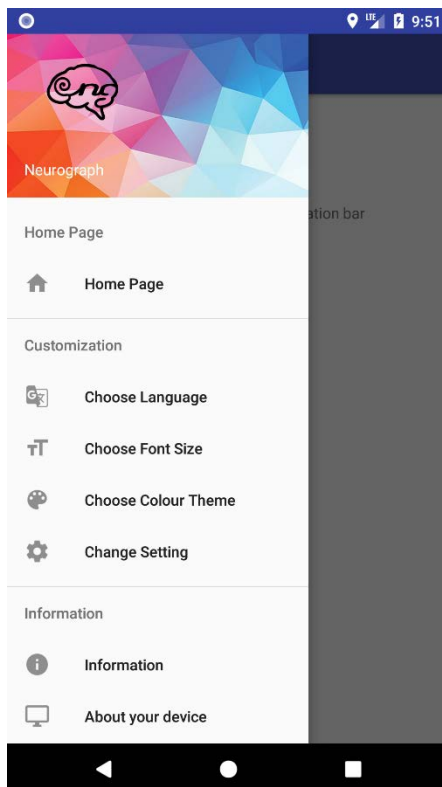 LTE 9:51
Neurograph
ation bar
Home Page
Home Page
Customization
Choose Language
Choose Font Size
Choose Colour Theme
Change Setting
Information
Information
About your device